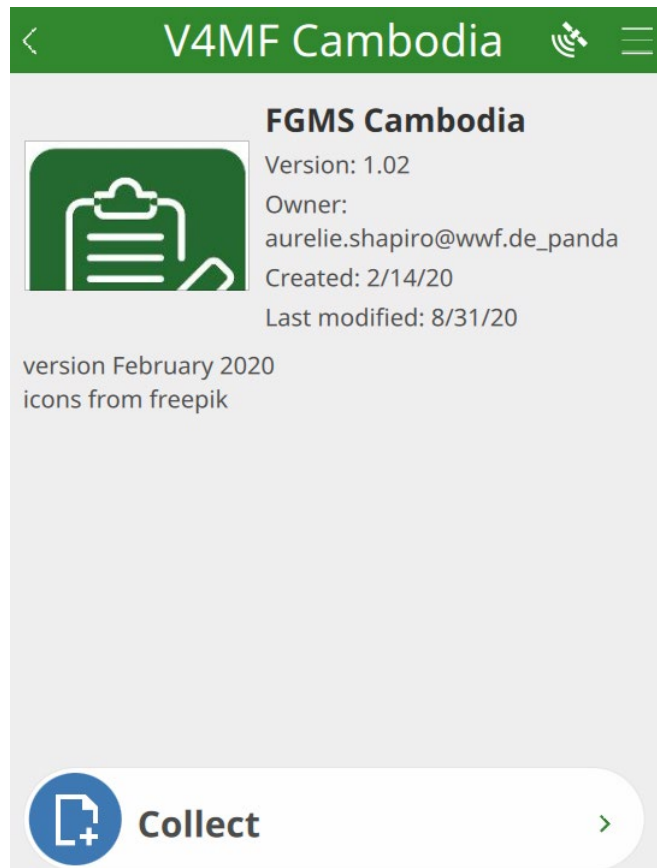 V4MF Cambodia
FGMS Cambodia
Version: 1.02
Owner:
aurelie.shapiro@wwf.de_panda
Created: 2/14/20
Last modified: 8/31/20
version February 2020
icons from freepik
Collect